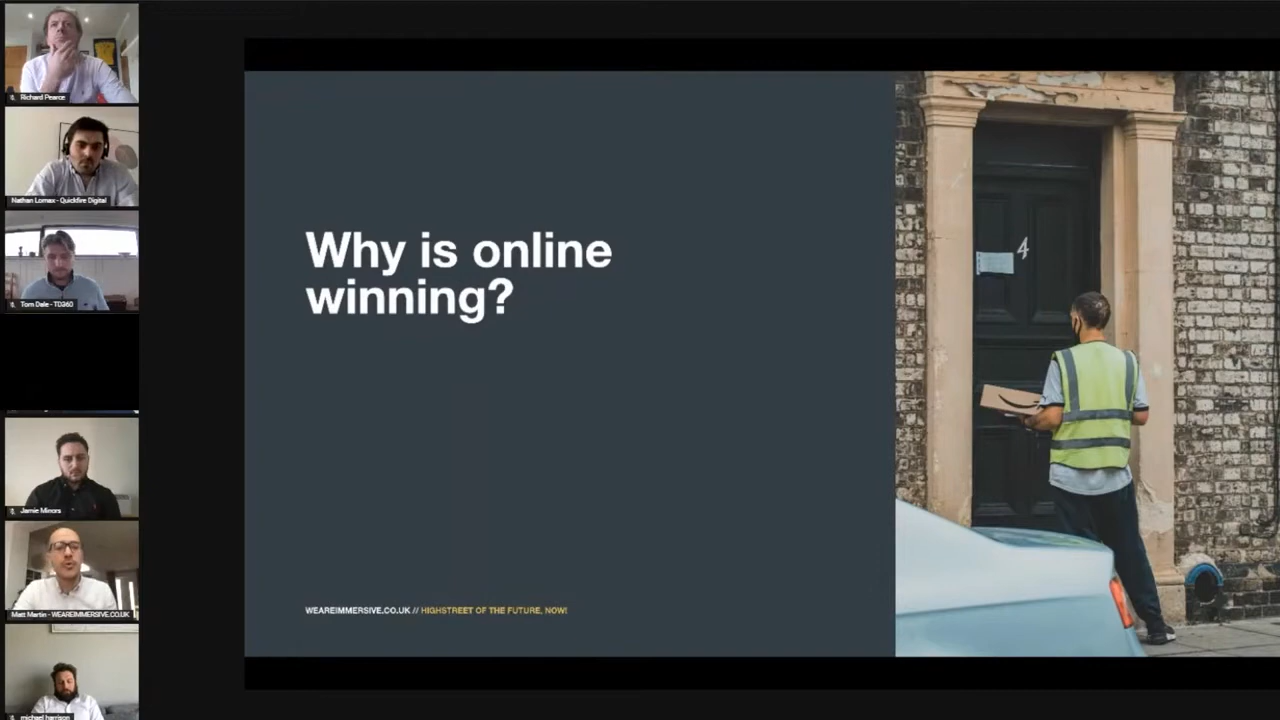 Richard Pearce
Nathan Lomax - Quickfire Digital
Tom Dale - TD360
Jamie Minors
Matt Martin - WEAREIMMERSIVE.CO.UK
michael harrison
Why is online
winning?
WEAREIMMERSIVE.CO.UK // HIGHSTREET OF THE FUTURE, NOW!
4